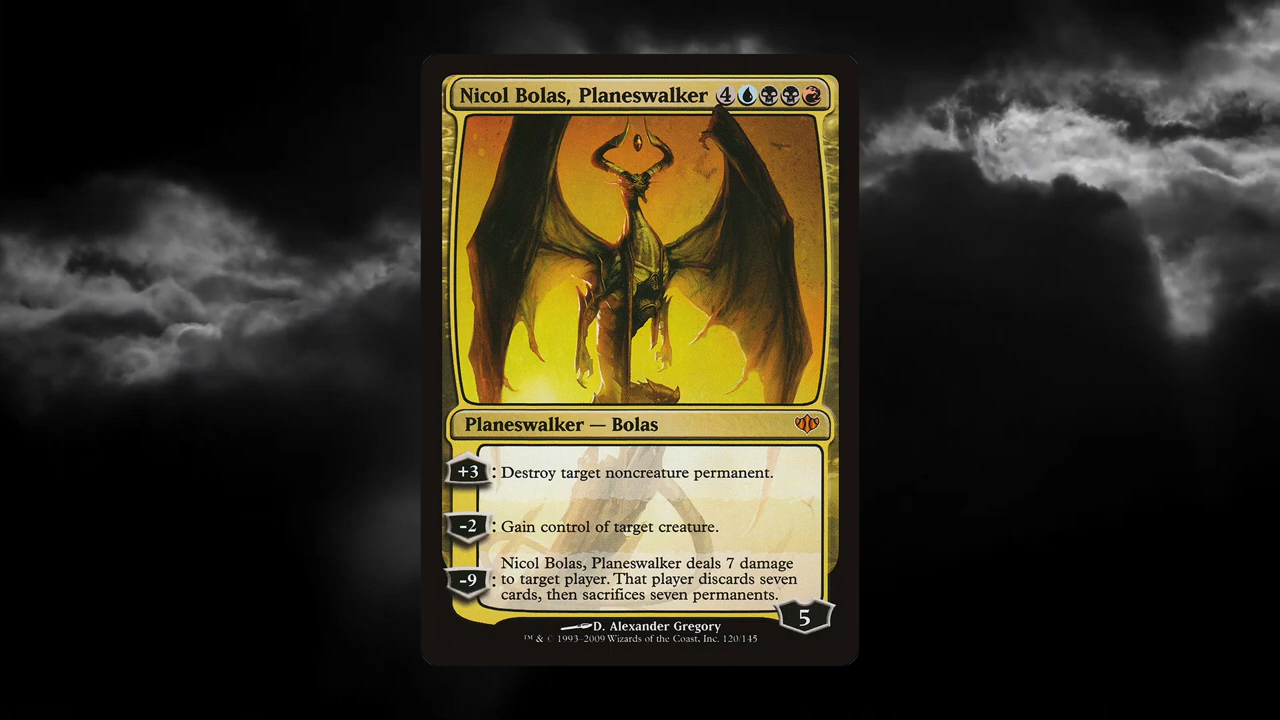 Nicol Bolas, Planeswalker 4
Planeswalker — Bolas
+3 : Destroy target noncreature permanent.
-2 : Gain control of target creature.
Nicol Bolas, Planeswalker deals 7 damage
-9 : to target player. That player discards seven
cards, then sacrifices seven permanents.
5
D. Alexander Gregory
™ & © 1993–2009 Wizards of the Coast, Inc. 120/145